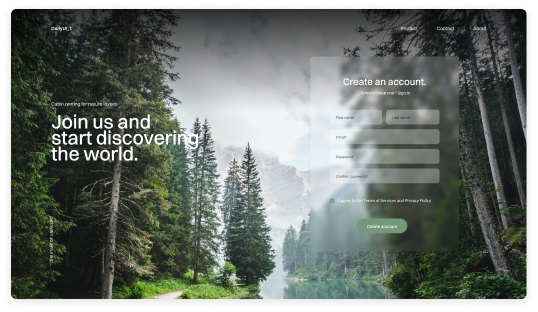 DailyUI_1
Product
Contact
About
Cabin renting for nature lovers
Join us and
start discovering
the world.
Create an account.
Already have one? Sign in
First name*
Last name*
Email*
Password*
Confirm password*
I agree to the Terms of Services and Privacy Policy
Create account